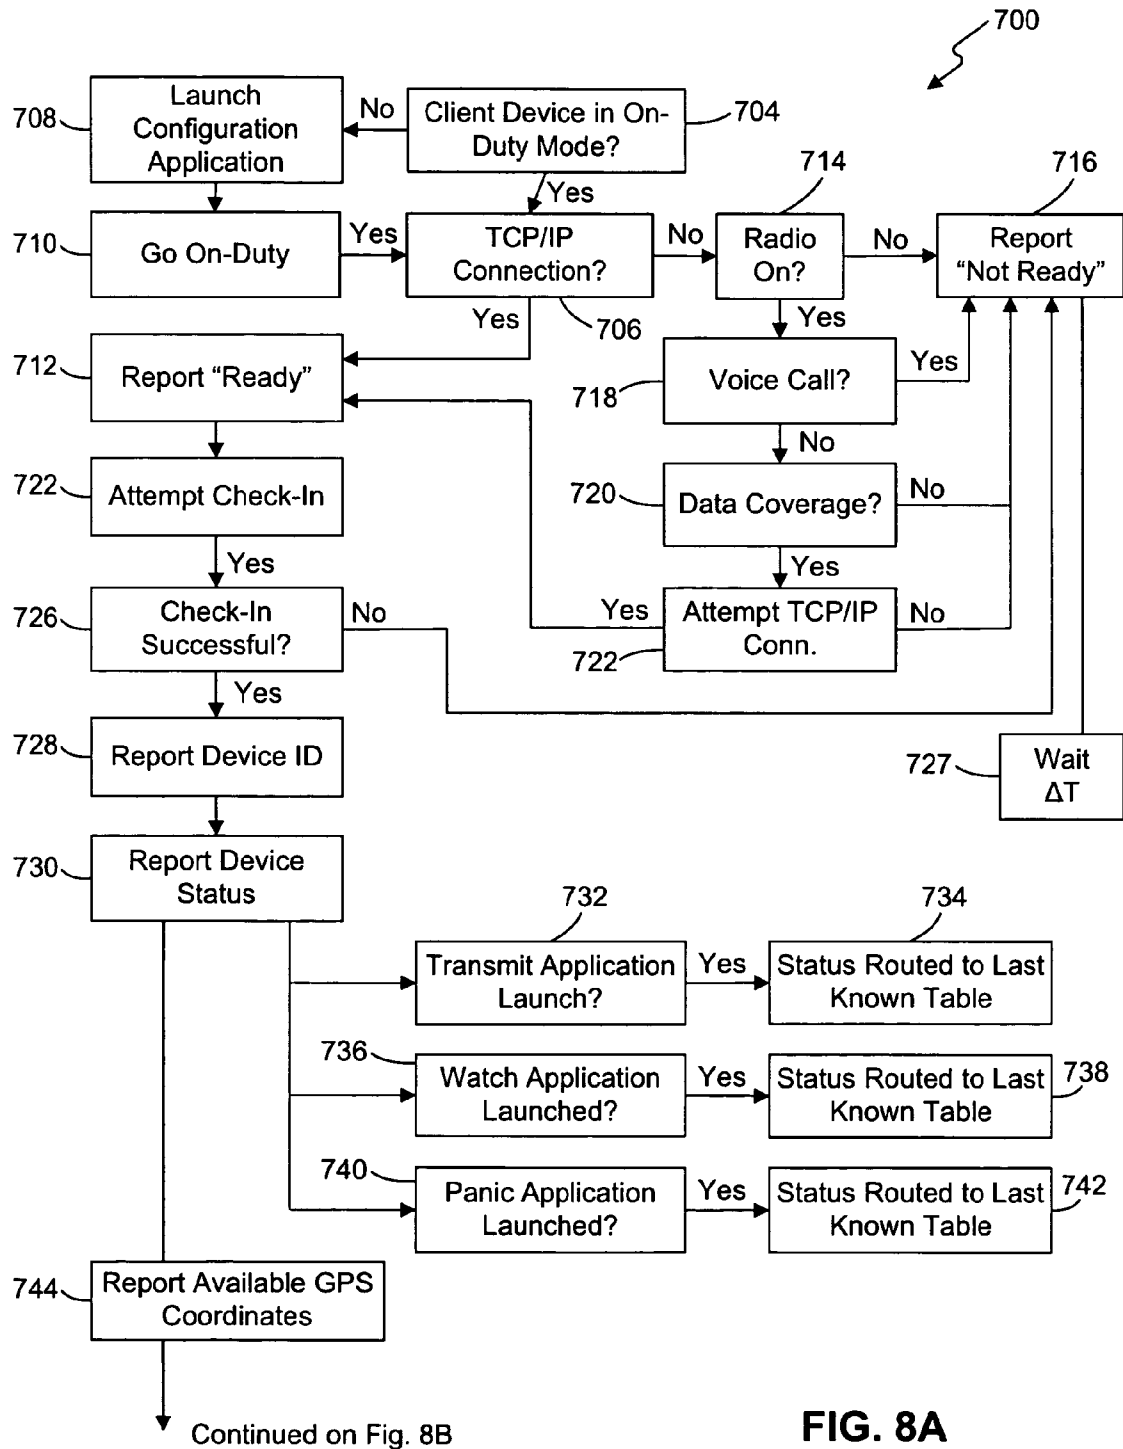 700
708
Launch
Configuration
Application
No
Client Device in On-
Duty Mode?
704
Yes
714
716
710
Go On-Duty
Yes
TCP/IP
Connection?
No
Radio
On?
No
Report
“Not Ready”
Yes
706
Yes
712
Report “Ready”
718
Voice Call?
Yes
No
722
Attempt Check-In
720
Data Coverage?
No
Yes
Yes
726
Check-In
Successful?
No
Yes
Attempt TCP/IP
Conn.
No
722
Yes
728
Report Device ID
727
Wait
ΔT
730
Report Device
Status
732
734
Transmit Application
Launch?
Yes
Status Routed to Last
Known Table
736
Watch Application
Launched?
Yes
Status Routed to Last
Known Table
738
740
Panic Application
Launched?
Yes
Status Routed to Last
Known Table
742
744
Report Available GPS
Coordinates
Continued on Fig. 8B
FIG. 8A